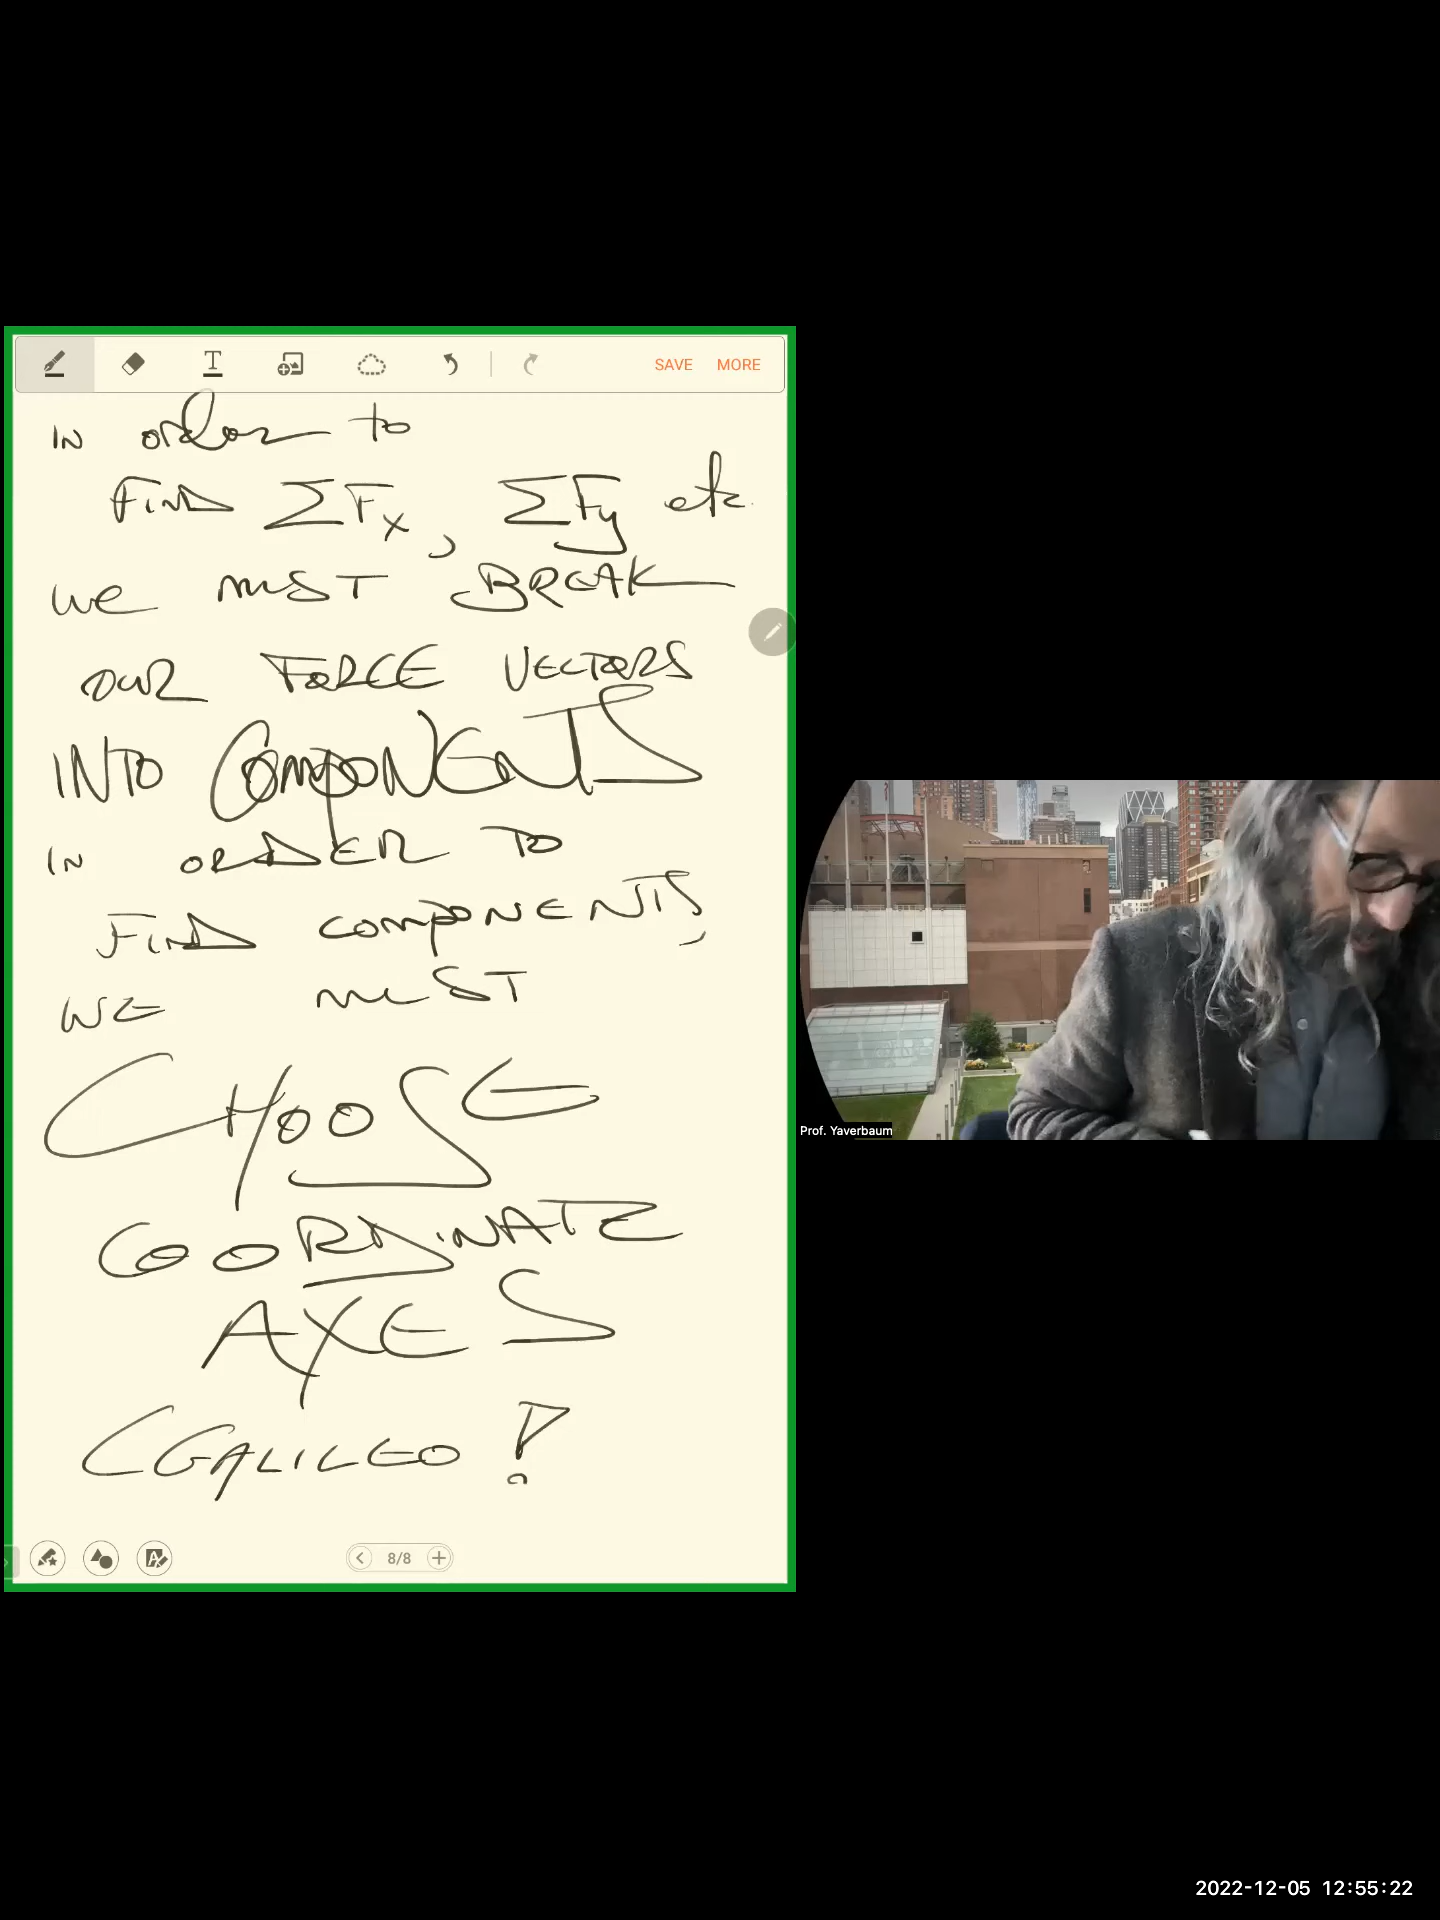 T
SAVE MORE
IN order to
FIND ΣFx, ΣFy etc.
WE MUST BREAK
OUR FORCE VECTORS
INTO COMPONENTS
IN ORDER TO
FIND COMPONENTS,
WE MUST
CHOOSE
COORDINATE
AXES
(GALILEO!
8/8
Prof. Yaverbaum
2022-12-05 12:55:22